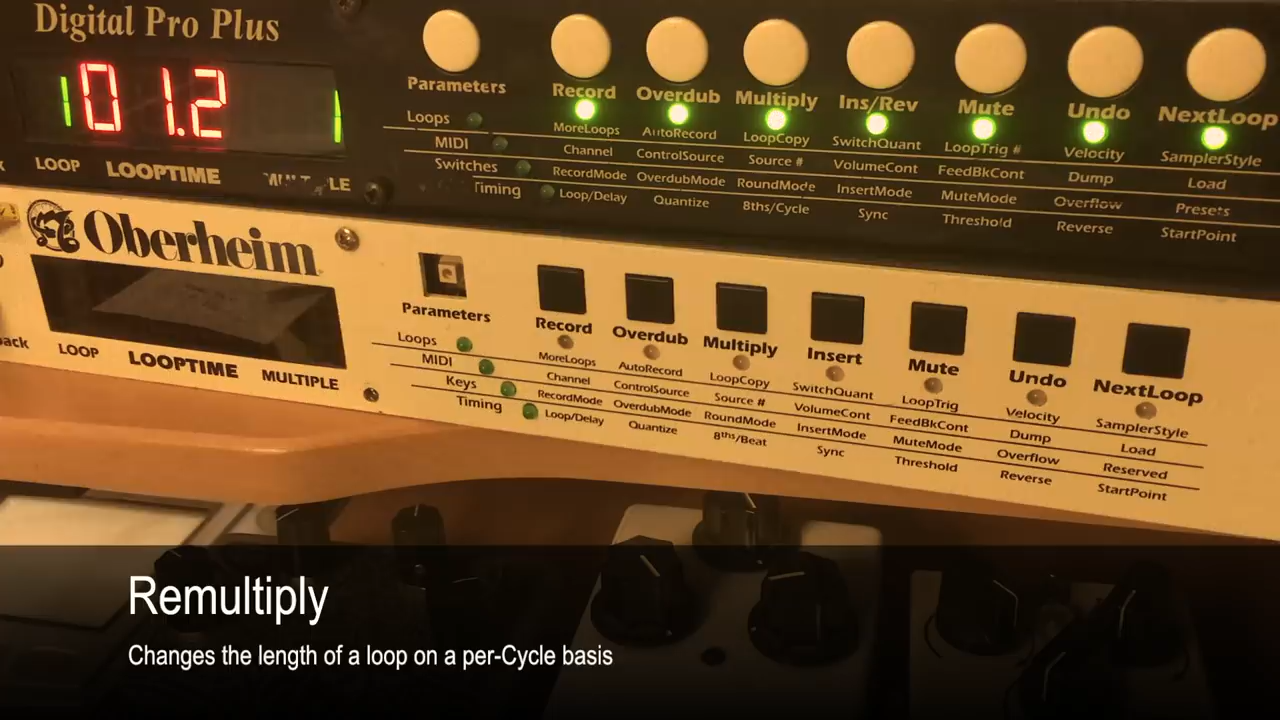 Digital Pro Plus
0 1.2
LOOP LOOPTIME
Parameters Record Overdub Multiply Ins/Rev Mute Undo NextLoop
Loops MoreLoops AutoRecord LoopCopy SwitchQuant LoopTrig # Velocity SamplerStyle
MIDI Channel ControlSource Source # VolumeCont FeedBkCont Dump Load
Switches RecordMode OverdubMode RoundMode InsertMode MuteMode Overflow Presets
Timing Loop/Delay Quantize 8ths/Cycle Sync Threshold Reverse StartPoint
Oberheim
LOOP LOOPTIME MULTIPLE
Parameters Record Overdub Multiply Insert Mute Undo NextLoop
Loops MoreLoops AutoRecord LoopCopy SwitchQuant LoopTrig Velocity SamplerStyle
MIDI Channel ControlSource Source # VolumeCont FeedBkCont Dump Load
Keys RecordMode OverdubMode RoundMode InsertMode MuteMode Overflow Reserved
Timing Loop/Delay Quantize 8ths/Beat Sync Threshold Reverse StartPoint
Remultiply
Changes the length of a loop on a per-Cycle basis